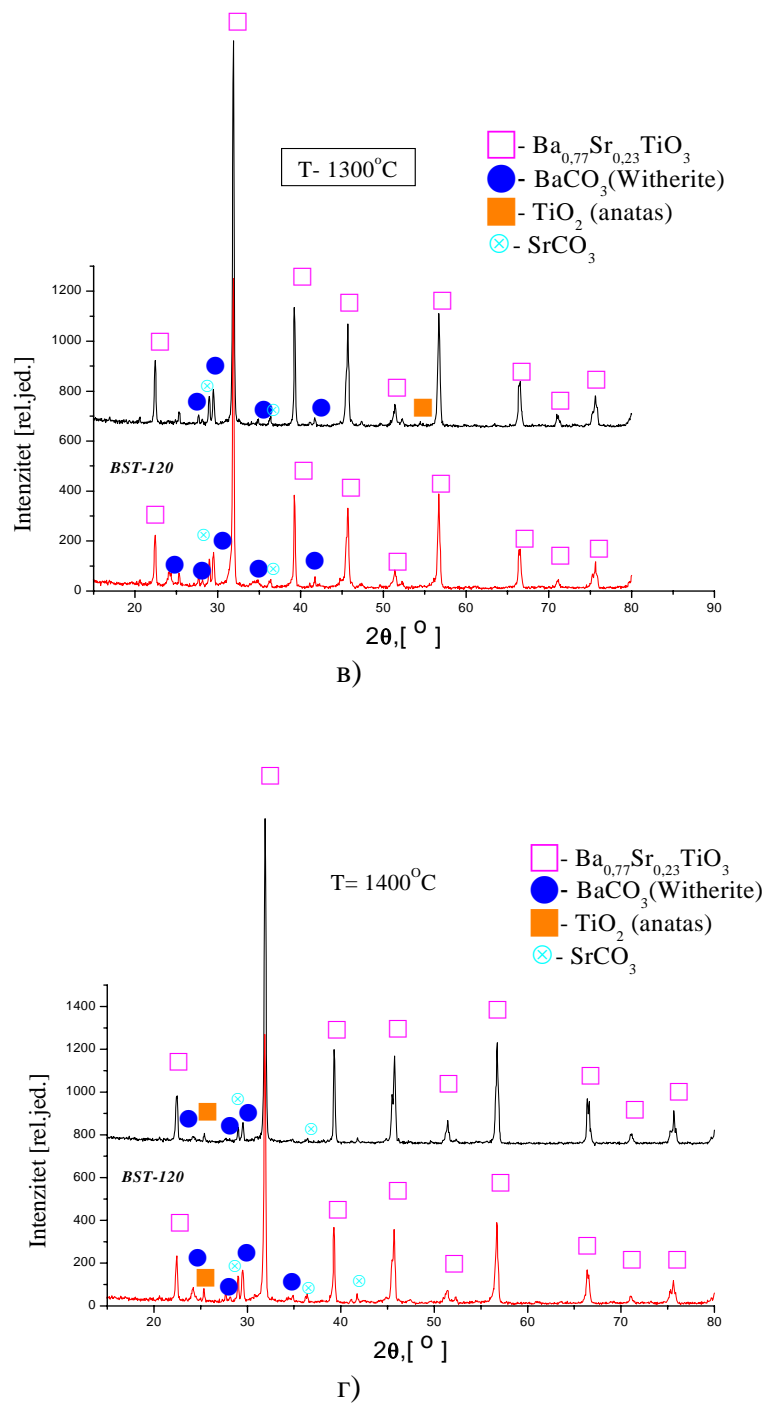 T- 1300°C
- Ba0,77Sr0,23TiO3
- BaCO3(Witherite)
- TiO2 (anatas)
- SrCO3
Intenzitet [rel.jed.]
1200
1000
800
600
400
200
0
BST-120
20 30 40 50 60 70 80 90
2θ,[ o ]
в)
T= 1400OC
- Ba0,77Sr0,23TiO3
- BaCO3(Witherite)
- TiO2 (anatas)
- SrCO3
Intenzitet [rel.jed.]
1400
1200
1000
800
600
400
200
0
BST-120
20 30 40 50 60 70 80
2θ,[ o ]
г)